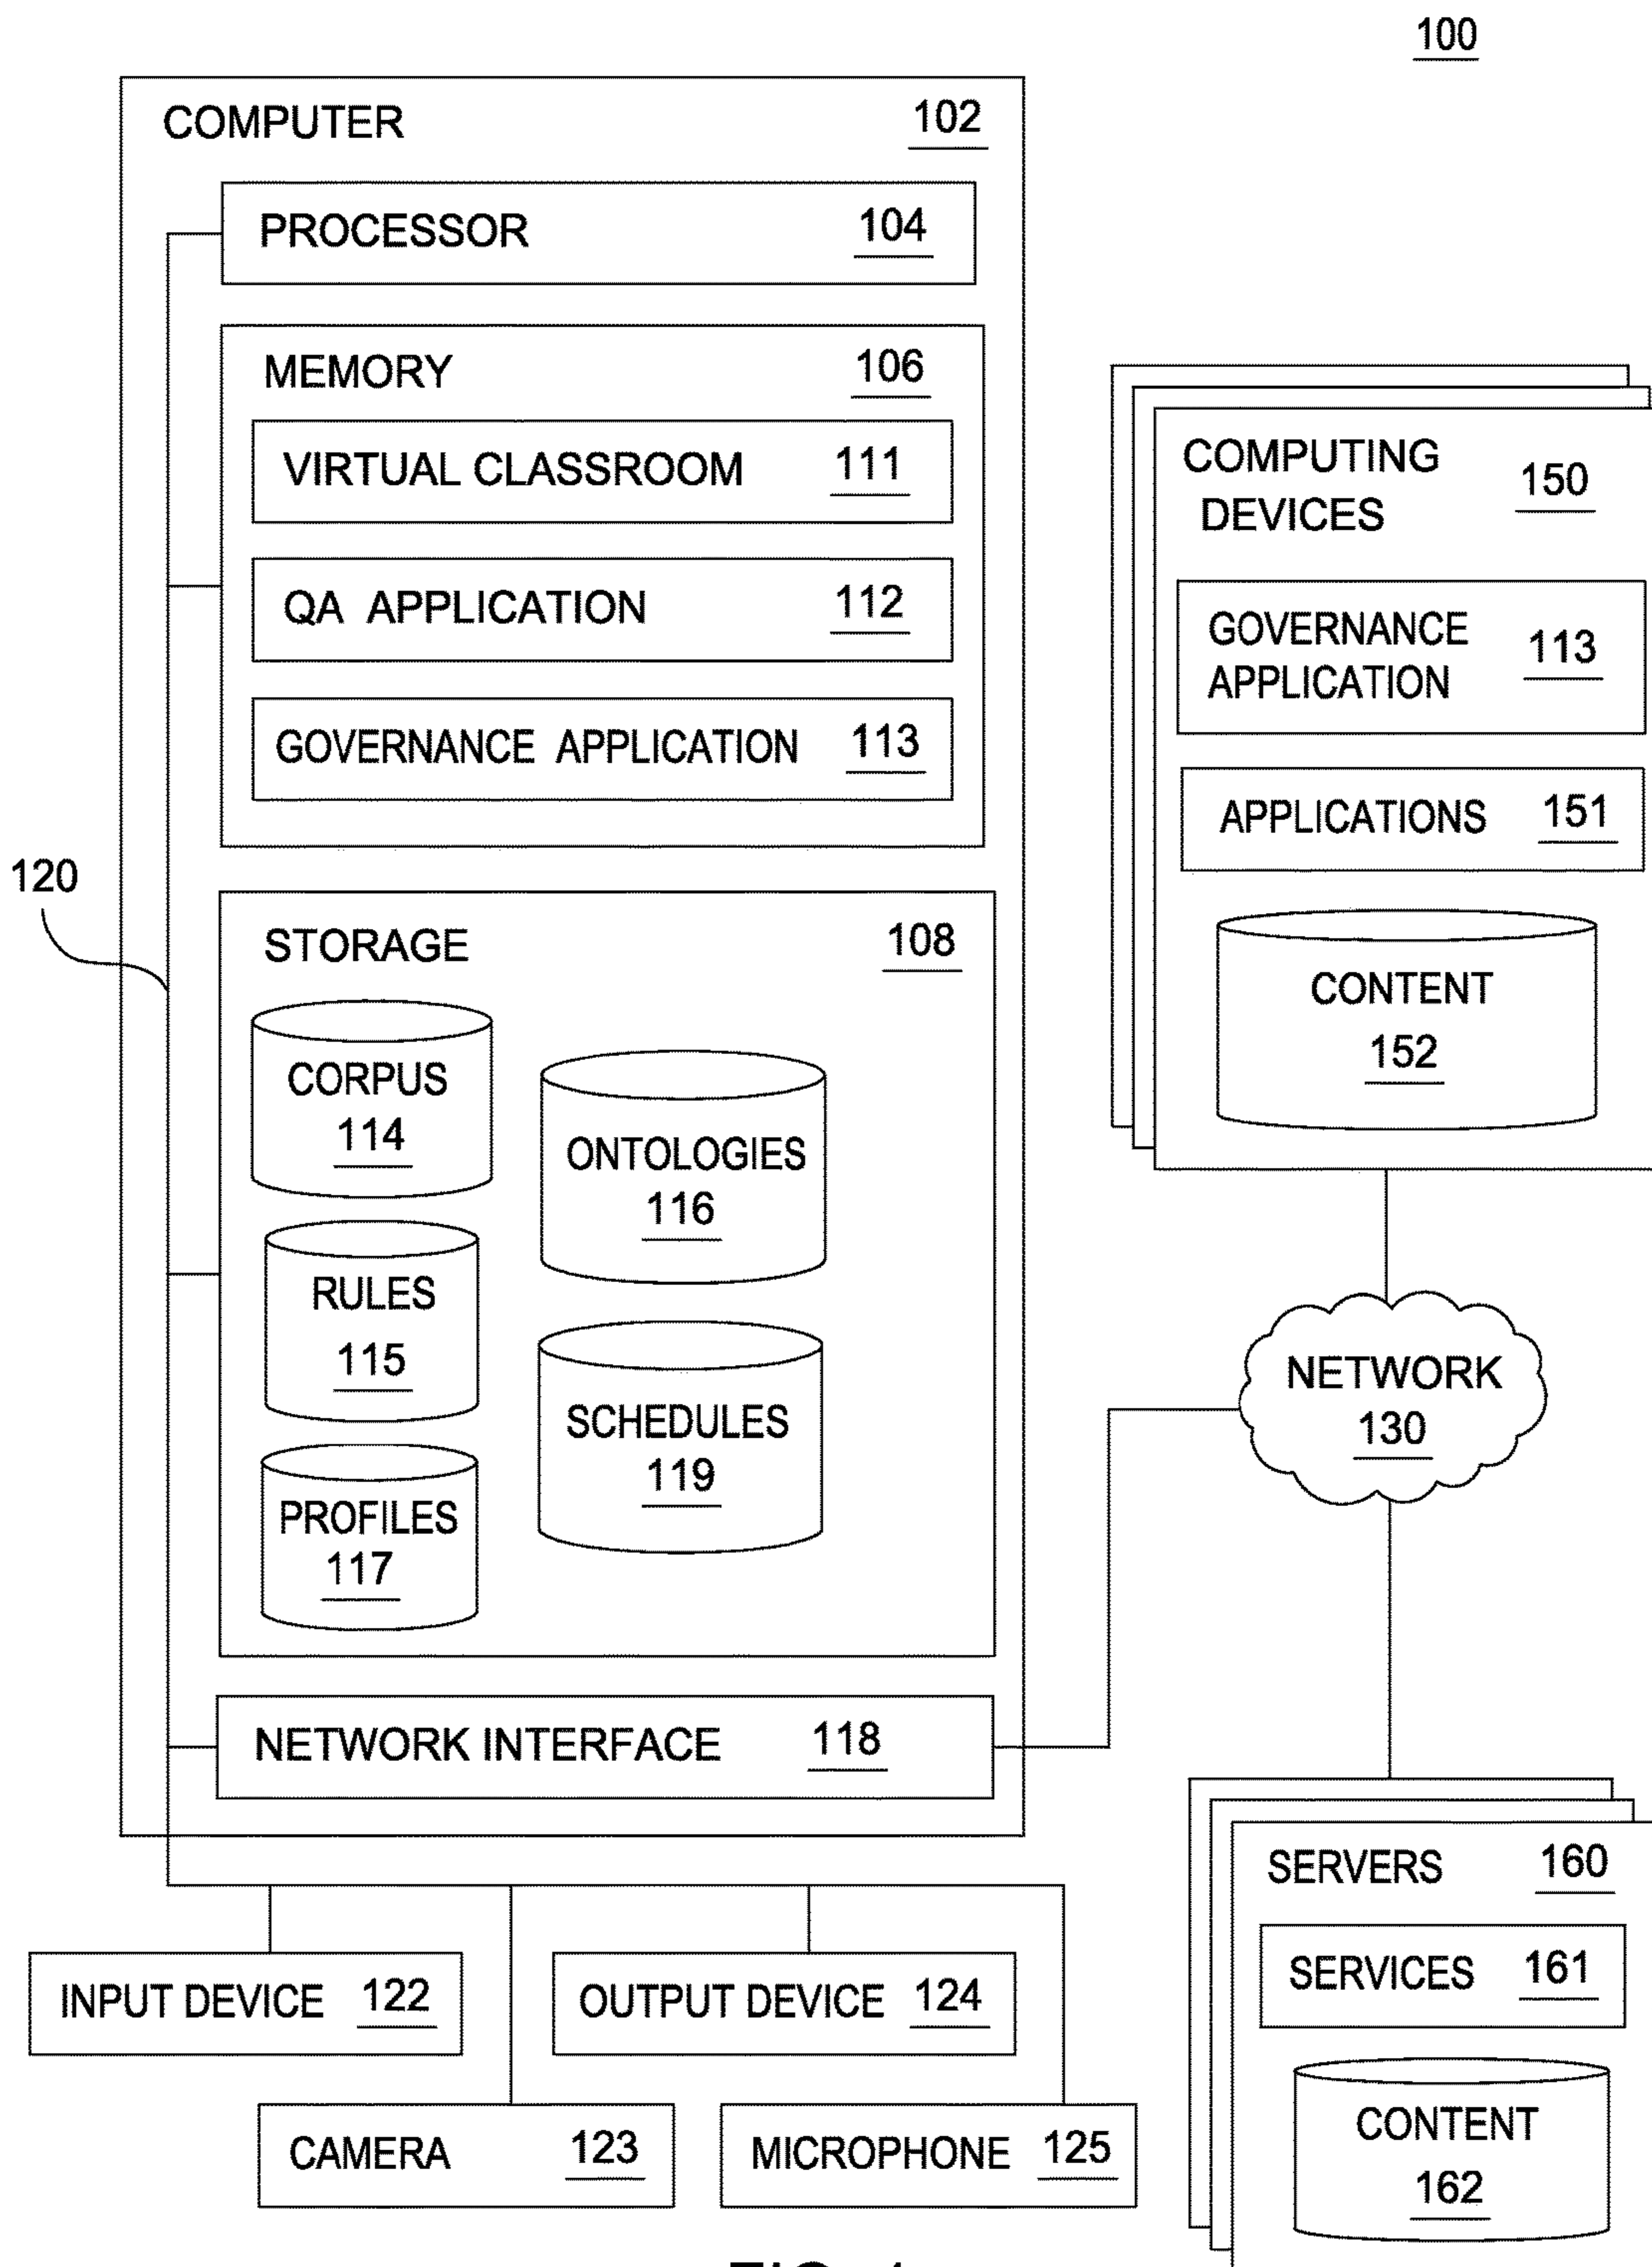 100
COMPUTER 102
PROCESSOR 104
MEMORY 106
VIRTUAL CLASSROOM 111
QA APPLICATION 112
GOVERNANCE APPLICATION 113
120
STORAGE 108
CORPUS
114
ONTOLOGIES
116
RULES
115
SCHEDULES
119
PROFILES
117
NETWORK INTERFACE 118
INPUT DEVICE 122
OUTPUT DEVICE 124
CAMERA 123
MICROPHONE 125
COMPUTING
DEVICES 150
GOVERNANCE
APPLICATION 113
APPLICATIONS 151
CONTENT
152
NETWORK
130
SERVERS 160
SERVICES 161
CONTENT
162